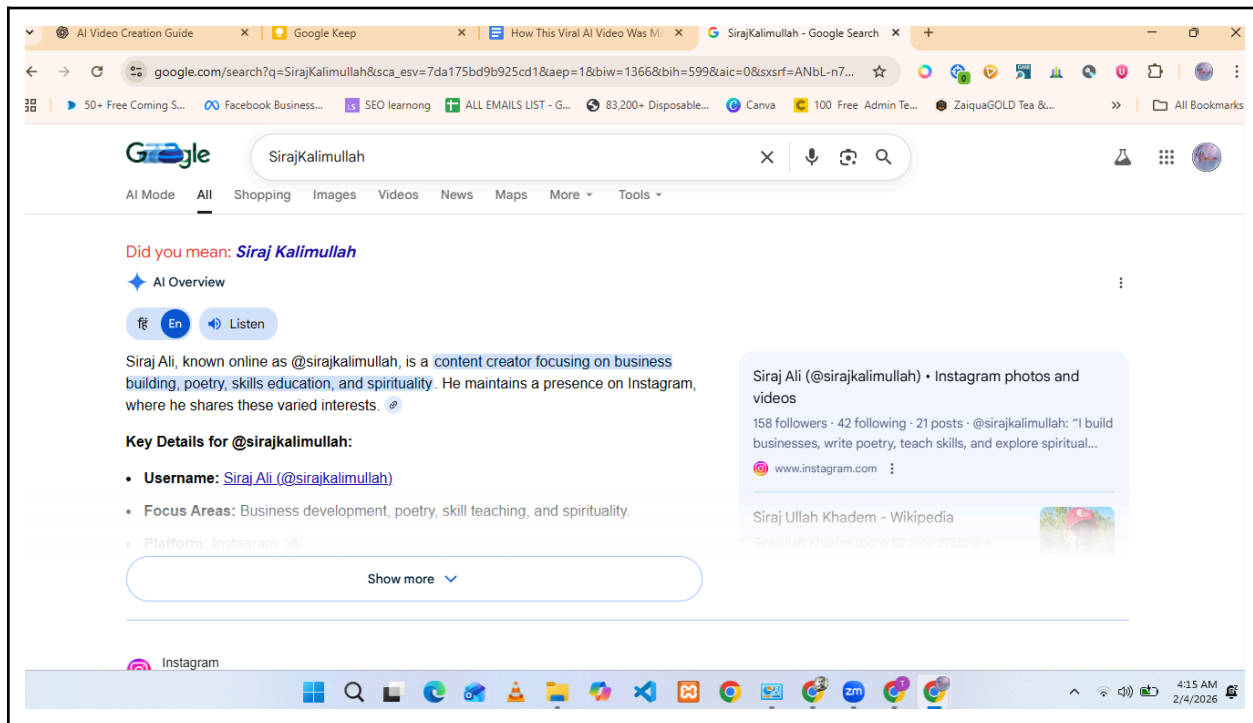 AI Video Creation Guide
Google Keep
How This Viral AI Video Was Ma
SirajKalimullah - Google Search
google.com/search?q=SirajKalimullah&sca_esv=7da175bd9b925cd1&aep=1&biw=1366&bih=599&aic=0&sxsrf=ANbL-n7...
50+ Free Coming S...
Facebook Business...
SEO learnong
ALL EMAILS LIST - G...
83,200+ Disposable...
Canva
100 Free Admin Te...
ZaiquaGOLD Tea &...
All Bookmarks
SirajKalimullah
AI Mode
All
Shopping
Images
Videos
News
Maps
More
Tools
Did you mean: Siraj Kalimullah
AI Overview
हिं
En
Listen
Siraj Ali, known online as @sirajkalimullah, is a content creator focusing on business
building, poetry, skills education, and spirituality. He maintains a presence on Instagram,
where he shares these varied interests.
Key Details for @sirajkalimullah:
• Username: Siraj Ali (@sirajkalimullah)
• Focus Areas: Business development, poetry, skill teaching, and spirituality.
• Platform: Instagram
Show more
Siraj Ali (@sirajkalimullah) • Instagram photos and
videos
158 followers · 42 following · 21 posts · @sirajkalimullah: “I build
businesses, write poetry, teach skills, and explore spiritual...
www.instagram.com
Siraj Ullah Khadem - Wikipedia
Instagram
4:15 AM
2/4/2026